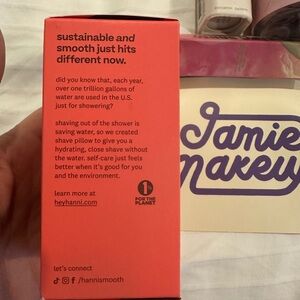 sustainable and
smooth just hits
different now.
did you know that, each year,
over one trillion gallons of
water are used in the U.S.
just for showering?
shaving out of the shower is
saving water, so we created
shave pillow to give you a
hydrating, close shave without
the water. self-care just feels
better when it's good for you
and the environment.
learn more at
heyhanni.com
1%
FOR THE
PLANET
let's connect
/hannismooth
Jamie
Makeup